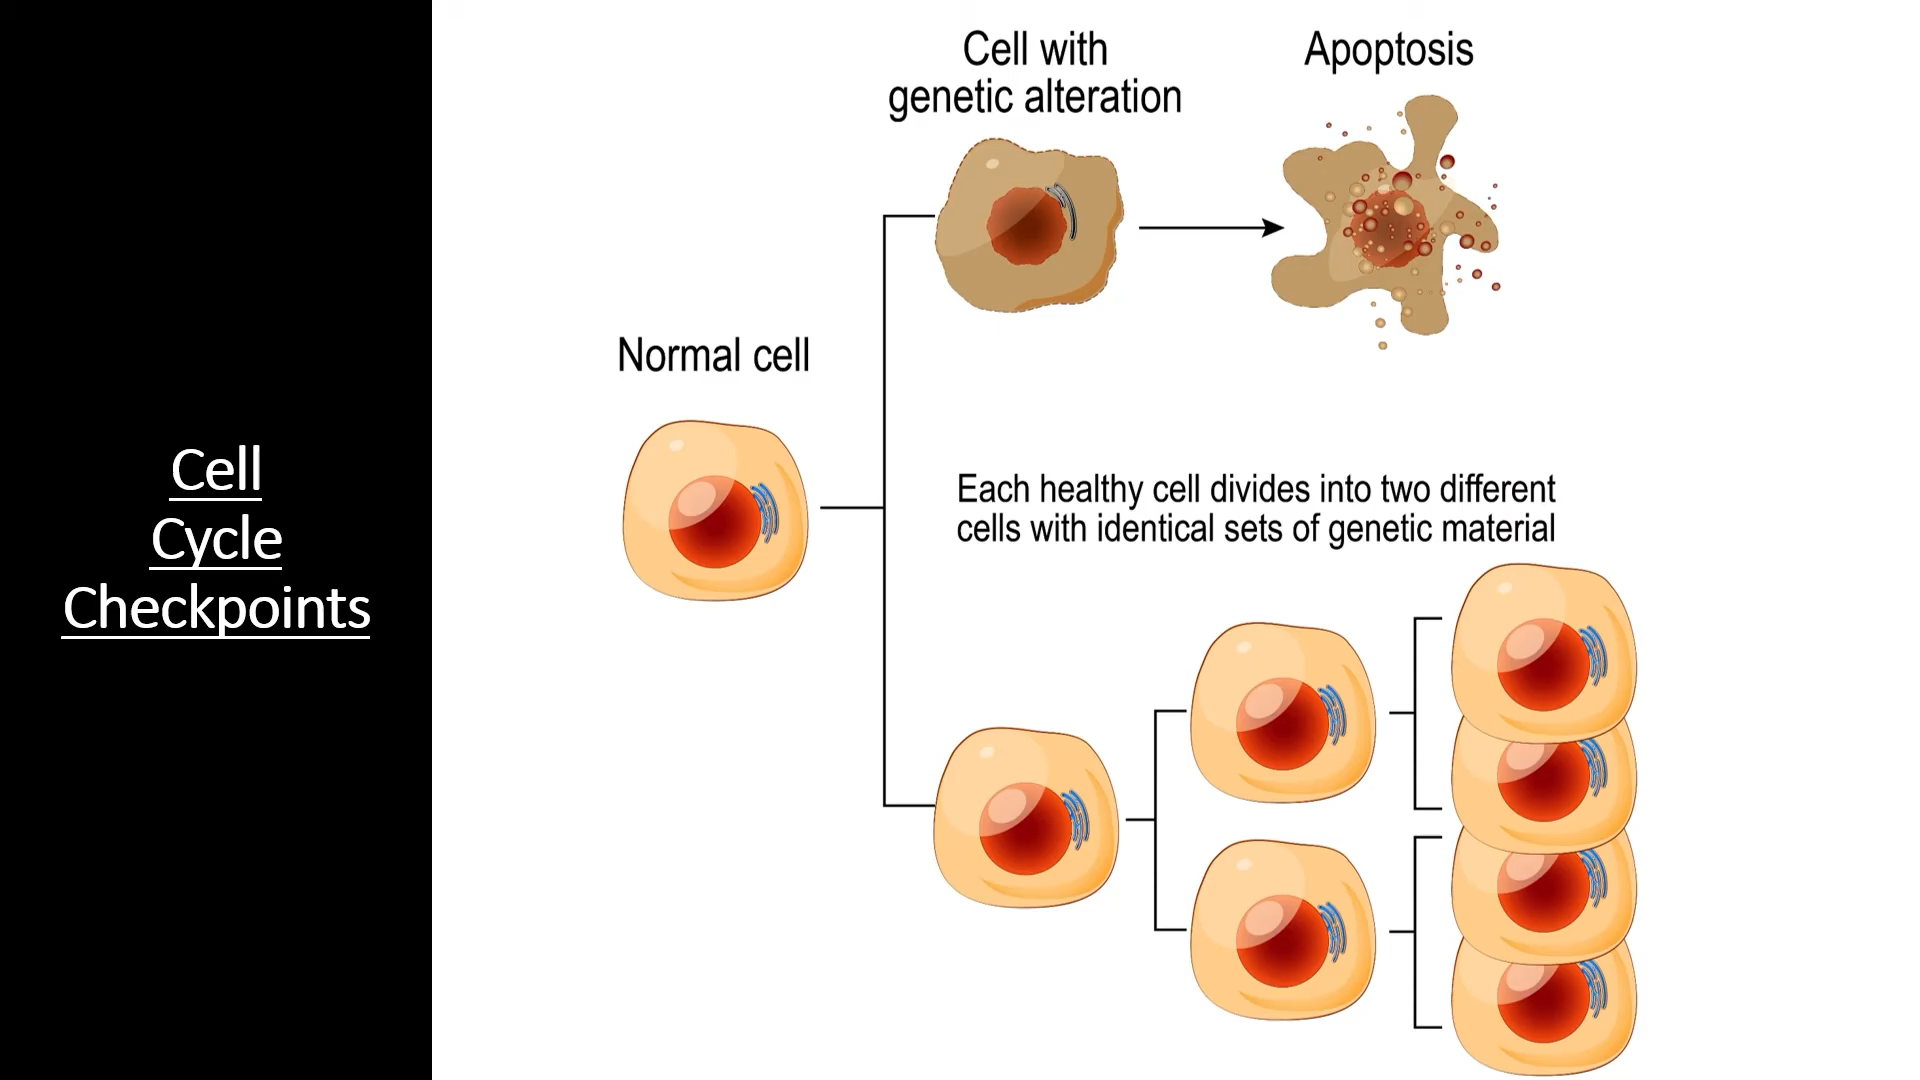 Cell
Cycle
Checkpoints
Cell with
genetic alteration
Apoptosis
Normal cell
Each healthy cell divides into two different
cells with identical sets of genetic material